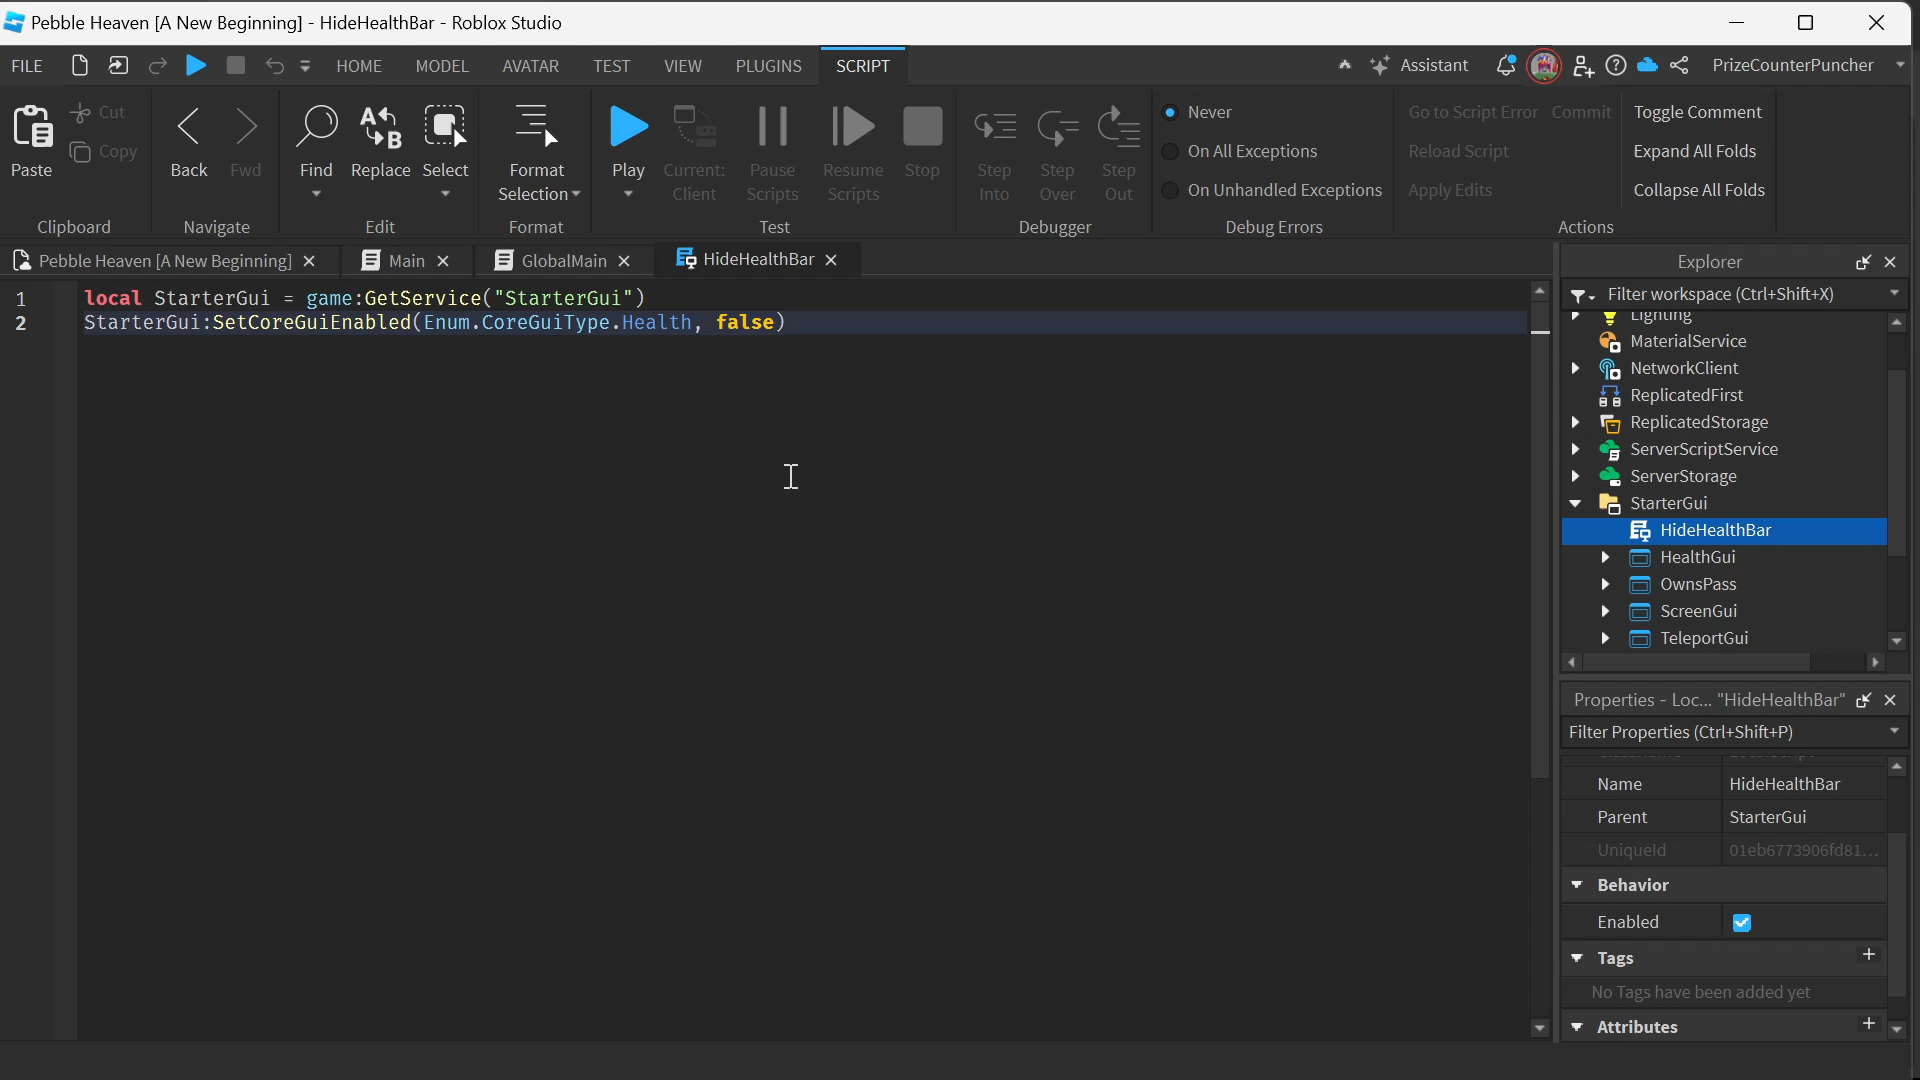 Pebble Heaven [A New Beginning] - HideHealthBar - Roblox Studio
FILE HOME MODEL AVATAR TEST VIEW PLUGINS SCRIPT Assistant PrizeCounterPuncher
Paste Cut Copy
Clipboard
Back Fwd
Navigate
Find Replace Select
Edit
Format Selection
Format
Play Current: Client Pause Scripts Resume Scripts Stop
Test
Step Into Step Over Step Out
Debugger
Never
On All Exceptions
On Unhandled Exceptions
Debug Errors
Go to Script Error Commit Toggle Comment
Reload Script Expand All Folds
Apply Edits Collapse All Folds
Actions
Pebble Heaven [A New Beginning] Main GlobalMain HideHealthBar
1 local StarterGui = game:GetService("StarterGui")
2 StarterGui:SetCoreGuiEnabled(Enum.CoreGuiType.Health, false)
Explorer
Filter workspace (Ctrl+Shift+X)
Lighting
MaterialService
NetworkClient
ReplicatedFirst
ReplicatedStorage
ServerScriptService
ServerStorage
StarterGui
HideHealthBar
HealthGui
OwnsPass
ScreenGui
TeleportGui
Properties - Loc... "HideHealthBar"
Filter Properties (Ctrl+Shift+P)
Name HideHealthBar
Parent StarterGui
UniqueId 01eb6773906fd81...
Behavior
Enabled
Tags
No Tags have been added yet
Attributes